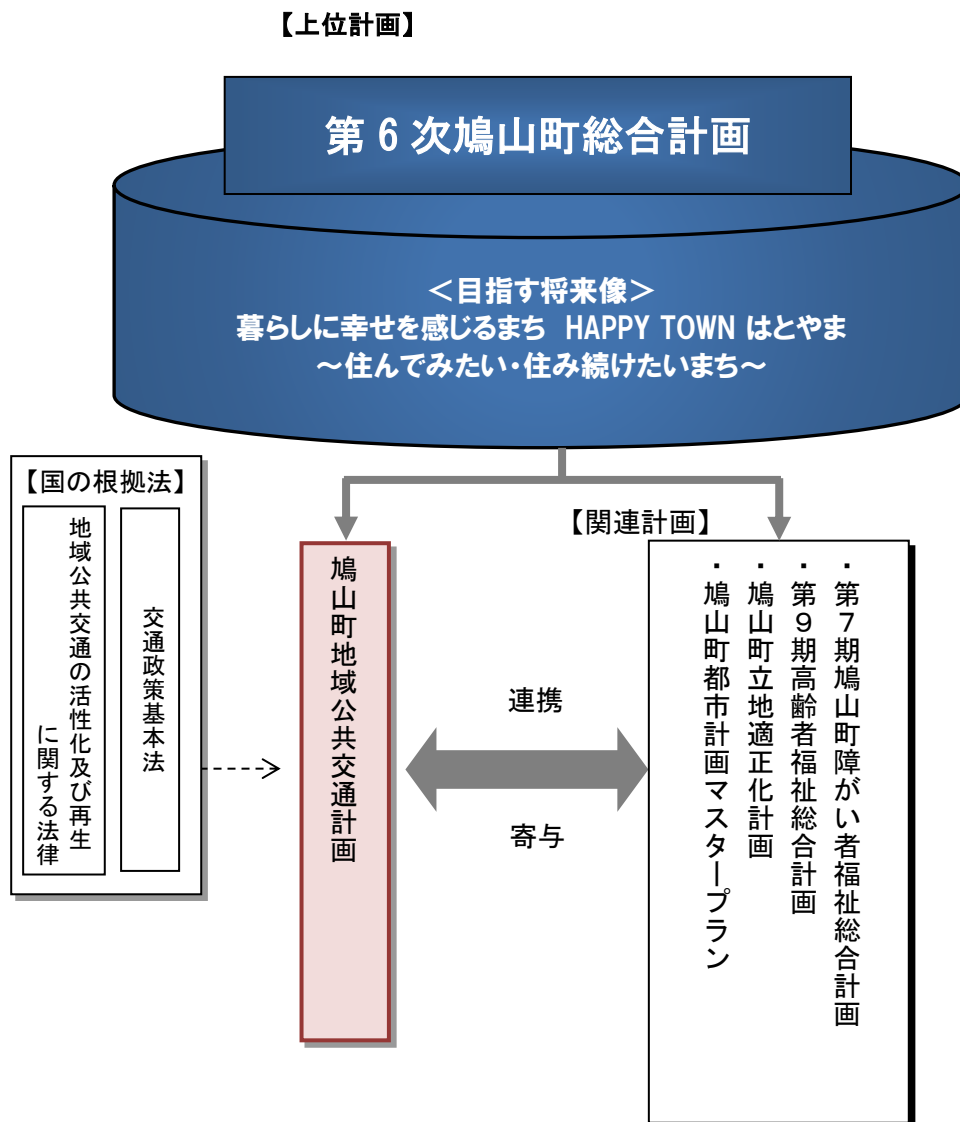 【上位計画】
第６次鳩山町総合計画
＜目指す将来像＞
暮らしに幸せを感じるまち　HAPPY TOWN はとやま
～住んでみたい・住み続けたいまち～
【国の根拠法】
交通政策基本法
地域公共交通の活性化及び再生
に関する法律
鳩山町地域公共交通計画
連携
寄与
【関連計画】
・第７期鳩山町障がい者福祉総合計画
・第９期高齢者福祉総合計画
・鳩山町立地適正化計画
・鳩山町都市計画マスタープラン